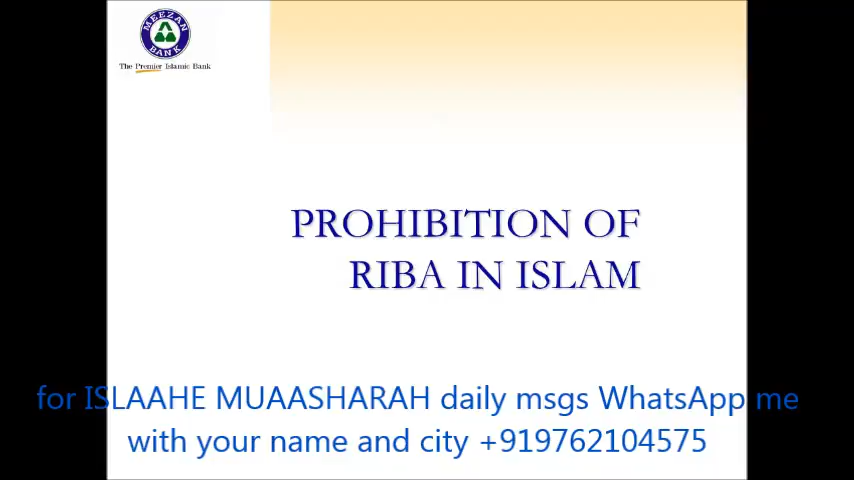 MEEZAN BANK
The Premier Islamic Bank
PROHIBITION OF
RIBA IN ISLAM
for ISLAAHE MUAASHARAH daily msgs WhatsApp me
with your name and city +919762104575